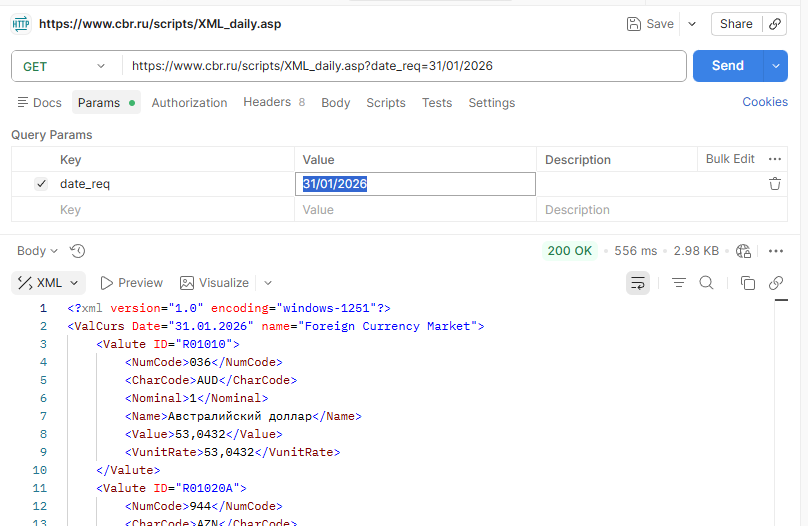 HTTP https://www.cbr.ru/scripts/XML_daily.asp Save Share
GET https://www.cbr.ru/scripts/XML_daily.asp?date_req=31/01/2026 Send
Docs Params Authorization Headers 8 Body Scripts Tests Settings Cookies
Query Params
Key Value Description Bulk Edit
date_req 31/01/2026
Key Value Description
Body 200 OK 556 ms 2.98 KB
XML Preview Visualize
1 <?xml version="1.0" encoding="windows-1251"?>
2 <ValCurs Date="31.01.2026" name="Foreign Currency Market">
3 <Valute ID="R01010">
4 <NumCode>036</NumCode>
5 <CharCode>AUD</CharCode>
6 <Nominal>1</Nominal>
7 <Name>Австралийский доллар</Name>
8 <Value>53,0432</Value>
9 <VunitRate>53,0432</VunitRate>
10 </Valute>
11 <Valute ID="R01020A">
12 <NumCode>944</NumCode>
13 <CharCode>AZN</CharCode>